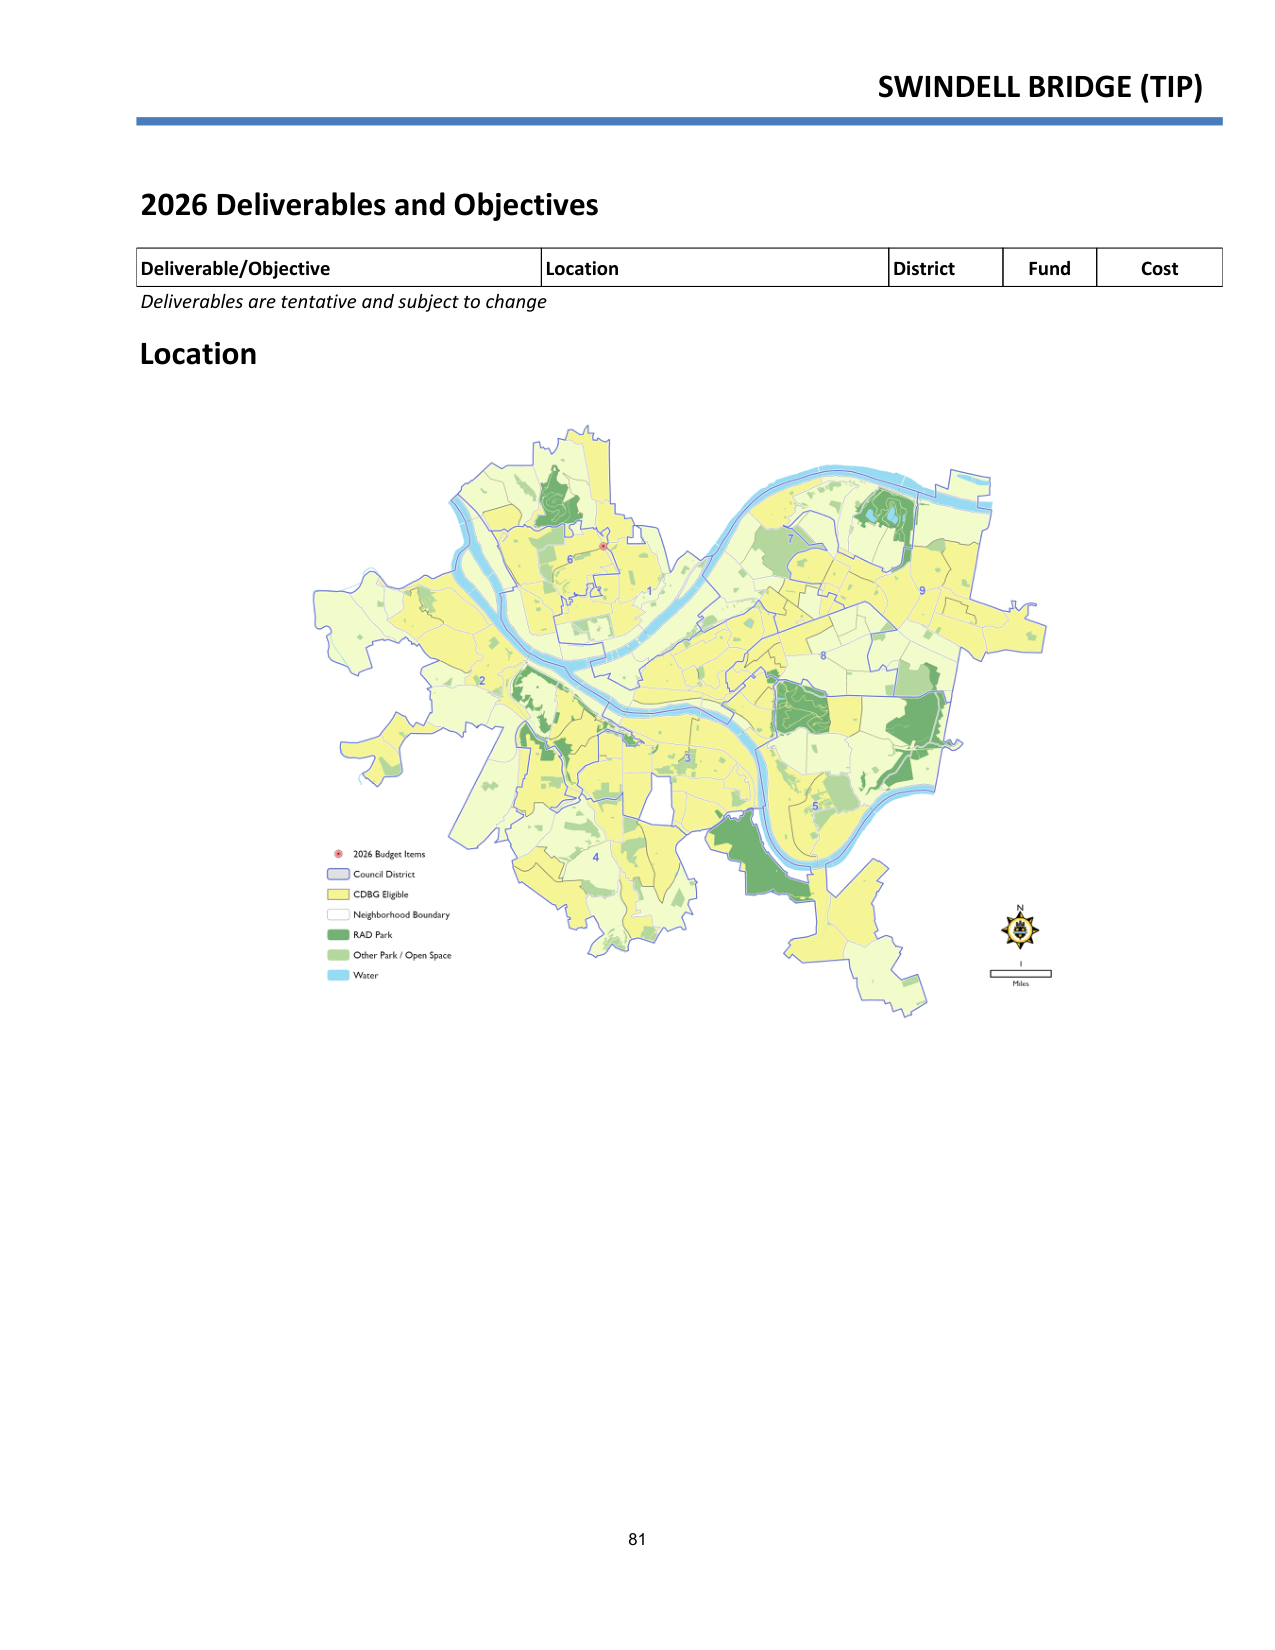 SWINDELL BRIDGE (TIP)
2026 Deliverables and Objectives
Deliverable/Objective Location District Fund Cost
Deliverables are tentative and subject to change
Location
7
6
1
9
8
2
3
5
4
2026 Budget Items
Council District
CDBG Eligible
Neighborhood Boundary
RAD Park
Other Park / Open Space
Water
N
1
Miles
81